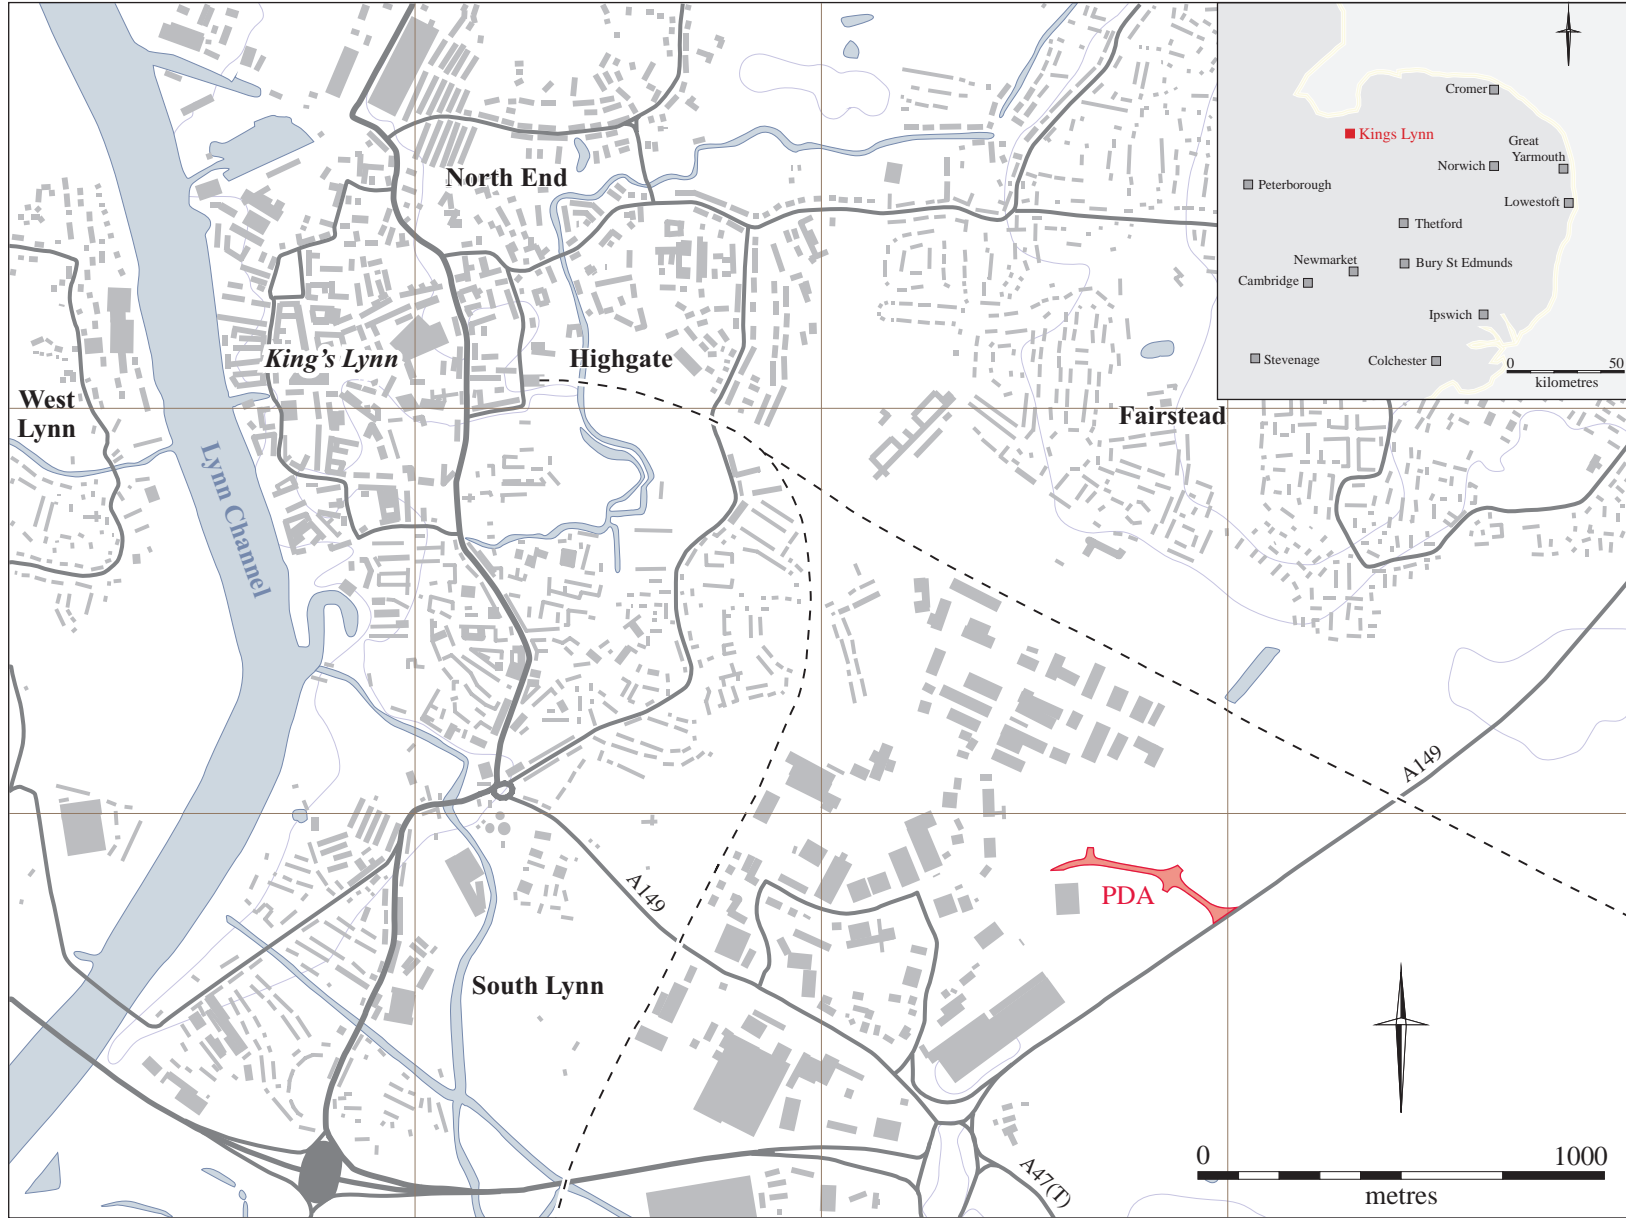 Cromer
Kings Lynn
Great
Yarmouth
Norwich
Peterborough
Lowestoft
Thetford
Newmarket
Bury St Edmunds
Cambridge
Ipswich
Stevenage
Colchester
0 50
kilometres
North End
King's Lynn
Highgate
West
Lynn
Fairstead
Lynn Channel
A149
A149
PDA
South Lynn
A47(T)
0 1000
metres